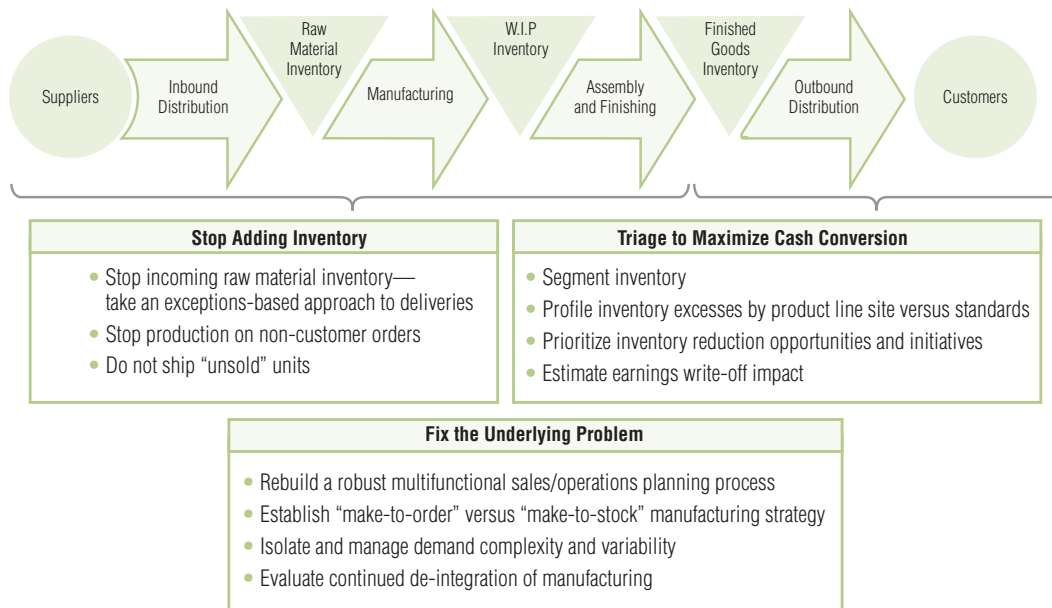 Suppliers
Inbound
Distribution
Raw
Material
Inventory
Manufacturing
W.I.P
Inventory
Assembly
and Finishing
Finished
Goods
Inventory
Outbound
Distribution
Customers
Stop Adding Inventory
• Stop incoming raw material inventory—
take an exceptions-based approach to deliveries
• Stop production on non-customer orders
• Do not ship “unsold” units
Triage to Maximize Cash Conversion
• Segment inventory
• Profile inventory excesses by product line site versus standards
• Prioritize inventory reduction opportunities and initiatives
• Estimate earnings write-off impact
Fix the Underlying Problem
• Rebuild a robust multifunctional sales/operations planning process
• Establish “make-to-order” versus “make-to-stock” manufacturing strategy
• Isolate and manage demand complexity and variability
• Evaluate continued de-integration of manufacturing